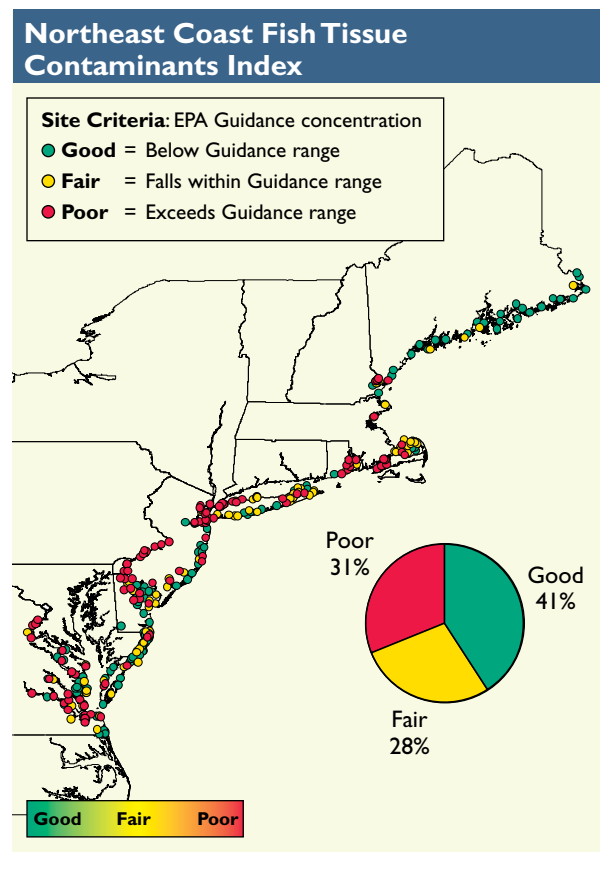 Northeast Coast Fish Tissue
Contaminants Index
Site Criteria: EPA Guidance concentration
Good = Below Guidance range
Fair = Falls within Guidance range
Poor = Exceeds Guidance range
Poor
31%
Good
41%
Fair
28%
Good Fair Poor